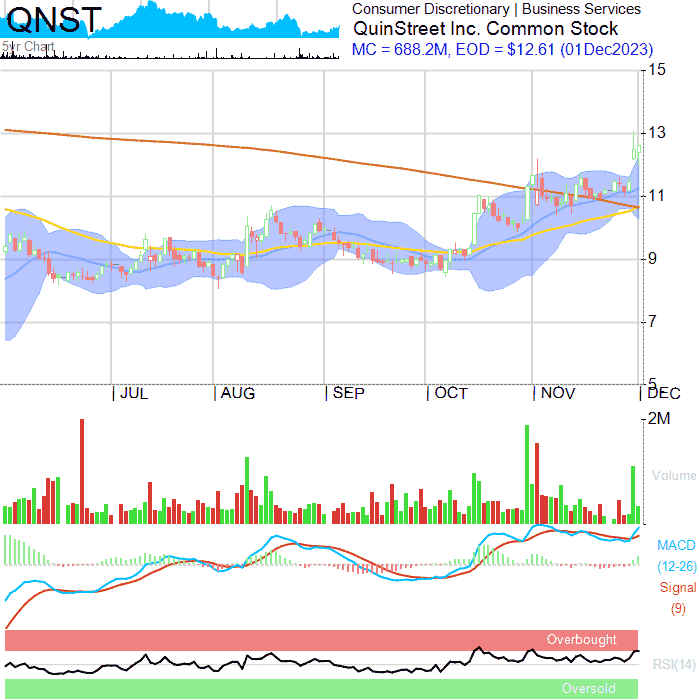 QNST
5yr Chart
Consumer Discretionary | Business Services
QuinStreet Inc. Common Stock
MC = 688.2M, EOD = $12.61 (01Dec2023)
15
13
11
9
7
5
JUL AUG SEP OCT NOV DEC
2M
Volume
MACD
(12-26)
Signal
(9)
Overbought
RSI(14)
Oversold